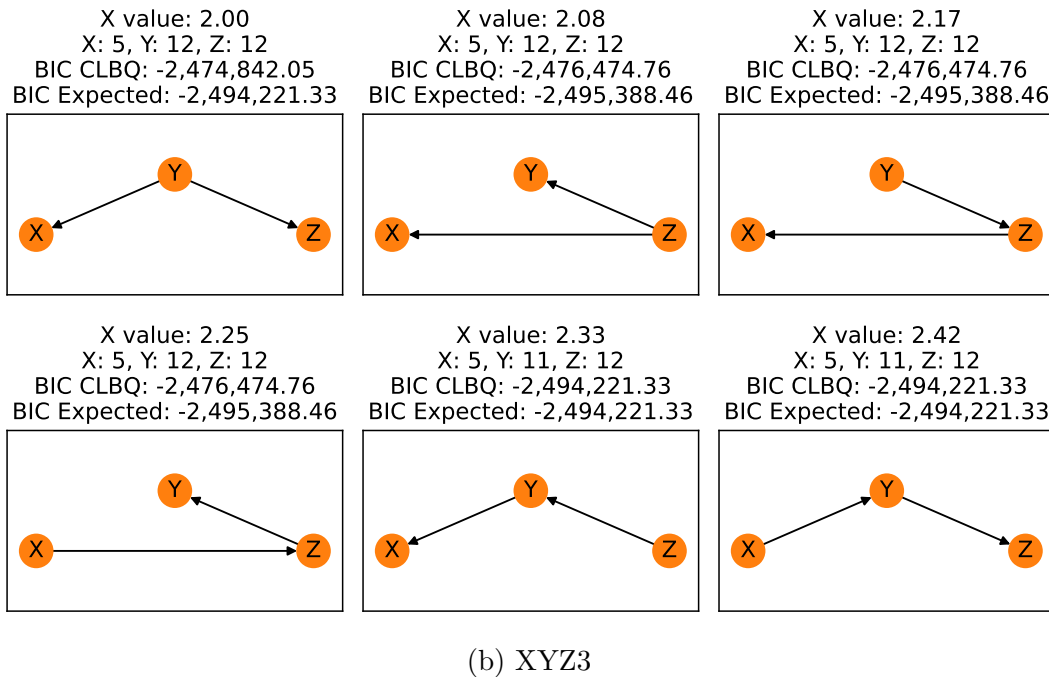 X value: 2.00
X: 5, Y: 12, Z: 12
BIC CLBQ: -2,474,842.05
BIC Expected: -2,494,221.33
Y
X
Z
X value: 2.08
X: 5, Y: 12, Z: 12
BIC CLBQ: -2,476,474.76
BIC Expected: -2,495,388.46
Y
X
Z
X value: 2.17
X: 5, Y: 12, Z: 12
BIC CLBQ: -2,476,474.76
BIC Expected: -2,495,388.46
Y
X
Z
X value: 2.25
X: 5, Y: 12, Z: 12
BIC CLBQ: -2,476,474.76
BIC Expected: -2,495,388.46
Y
X
Z
X value: 2.33
X: 5, Y: 11, Z: 12
BIC CLBQ: -2,494,221.33
BIC Expected: -2,494,221.33
Y
X
Z
X value: 2.42
X: 5, Y: 11, Z: 12
BIC CLBQ: -2,494,221.33
BIC Expected: -2,494,221.33
Y
X
Z
(b) XYZ3